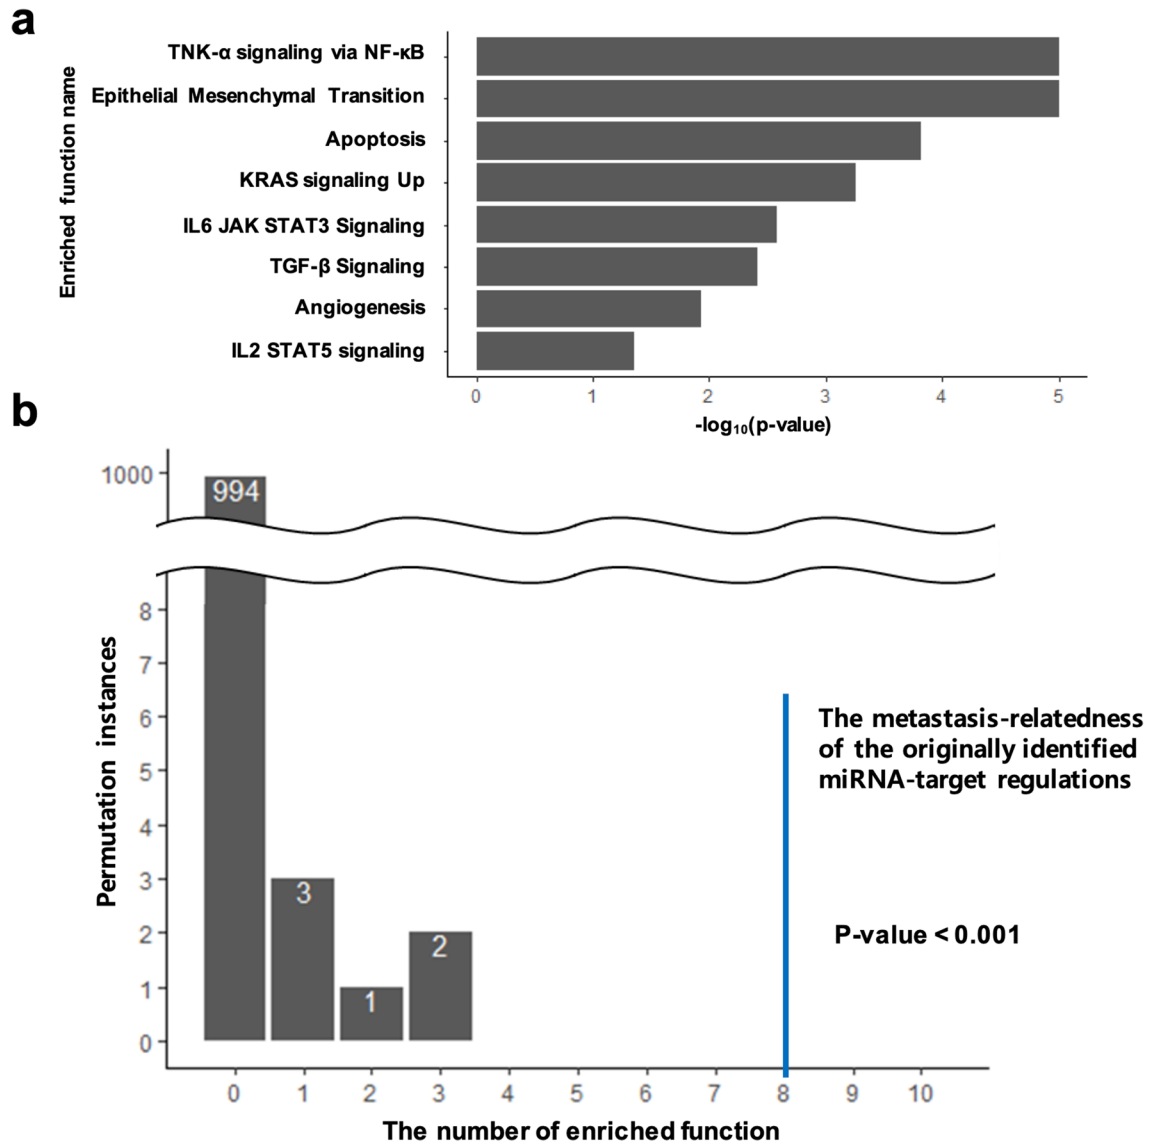 a
Enriched function name
TNK-α signaling via NF-κB
Epithelial Mesenchymal Transition
Apoptosis
KRAS signaling Up
IL6 JAK STAT3 Signaling
TGF-β Signaling
Angiogenesis
IL2 STAT5 signaling
0 1 2 3 4 5
-log₁₀(p-value)
b
Permutation instances
1000
8
7
6
5
4
3
2
1
0
994
3
1
2
The metastasis-relatedness
of the originally identified
miRNA-target regulations
P-value < 0.001
0 1 2 3 4 5 6 7 8 9 10
The number of enriched function